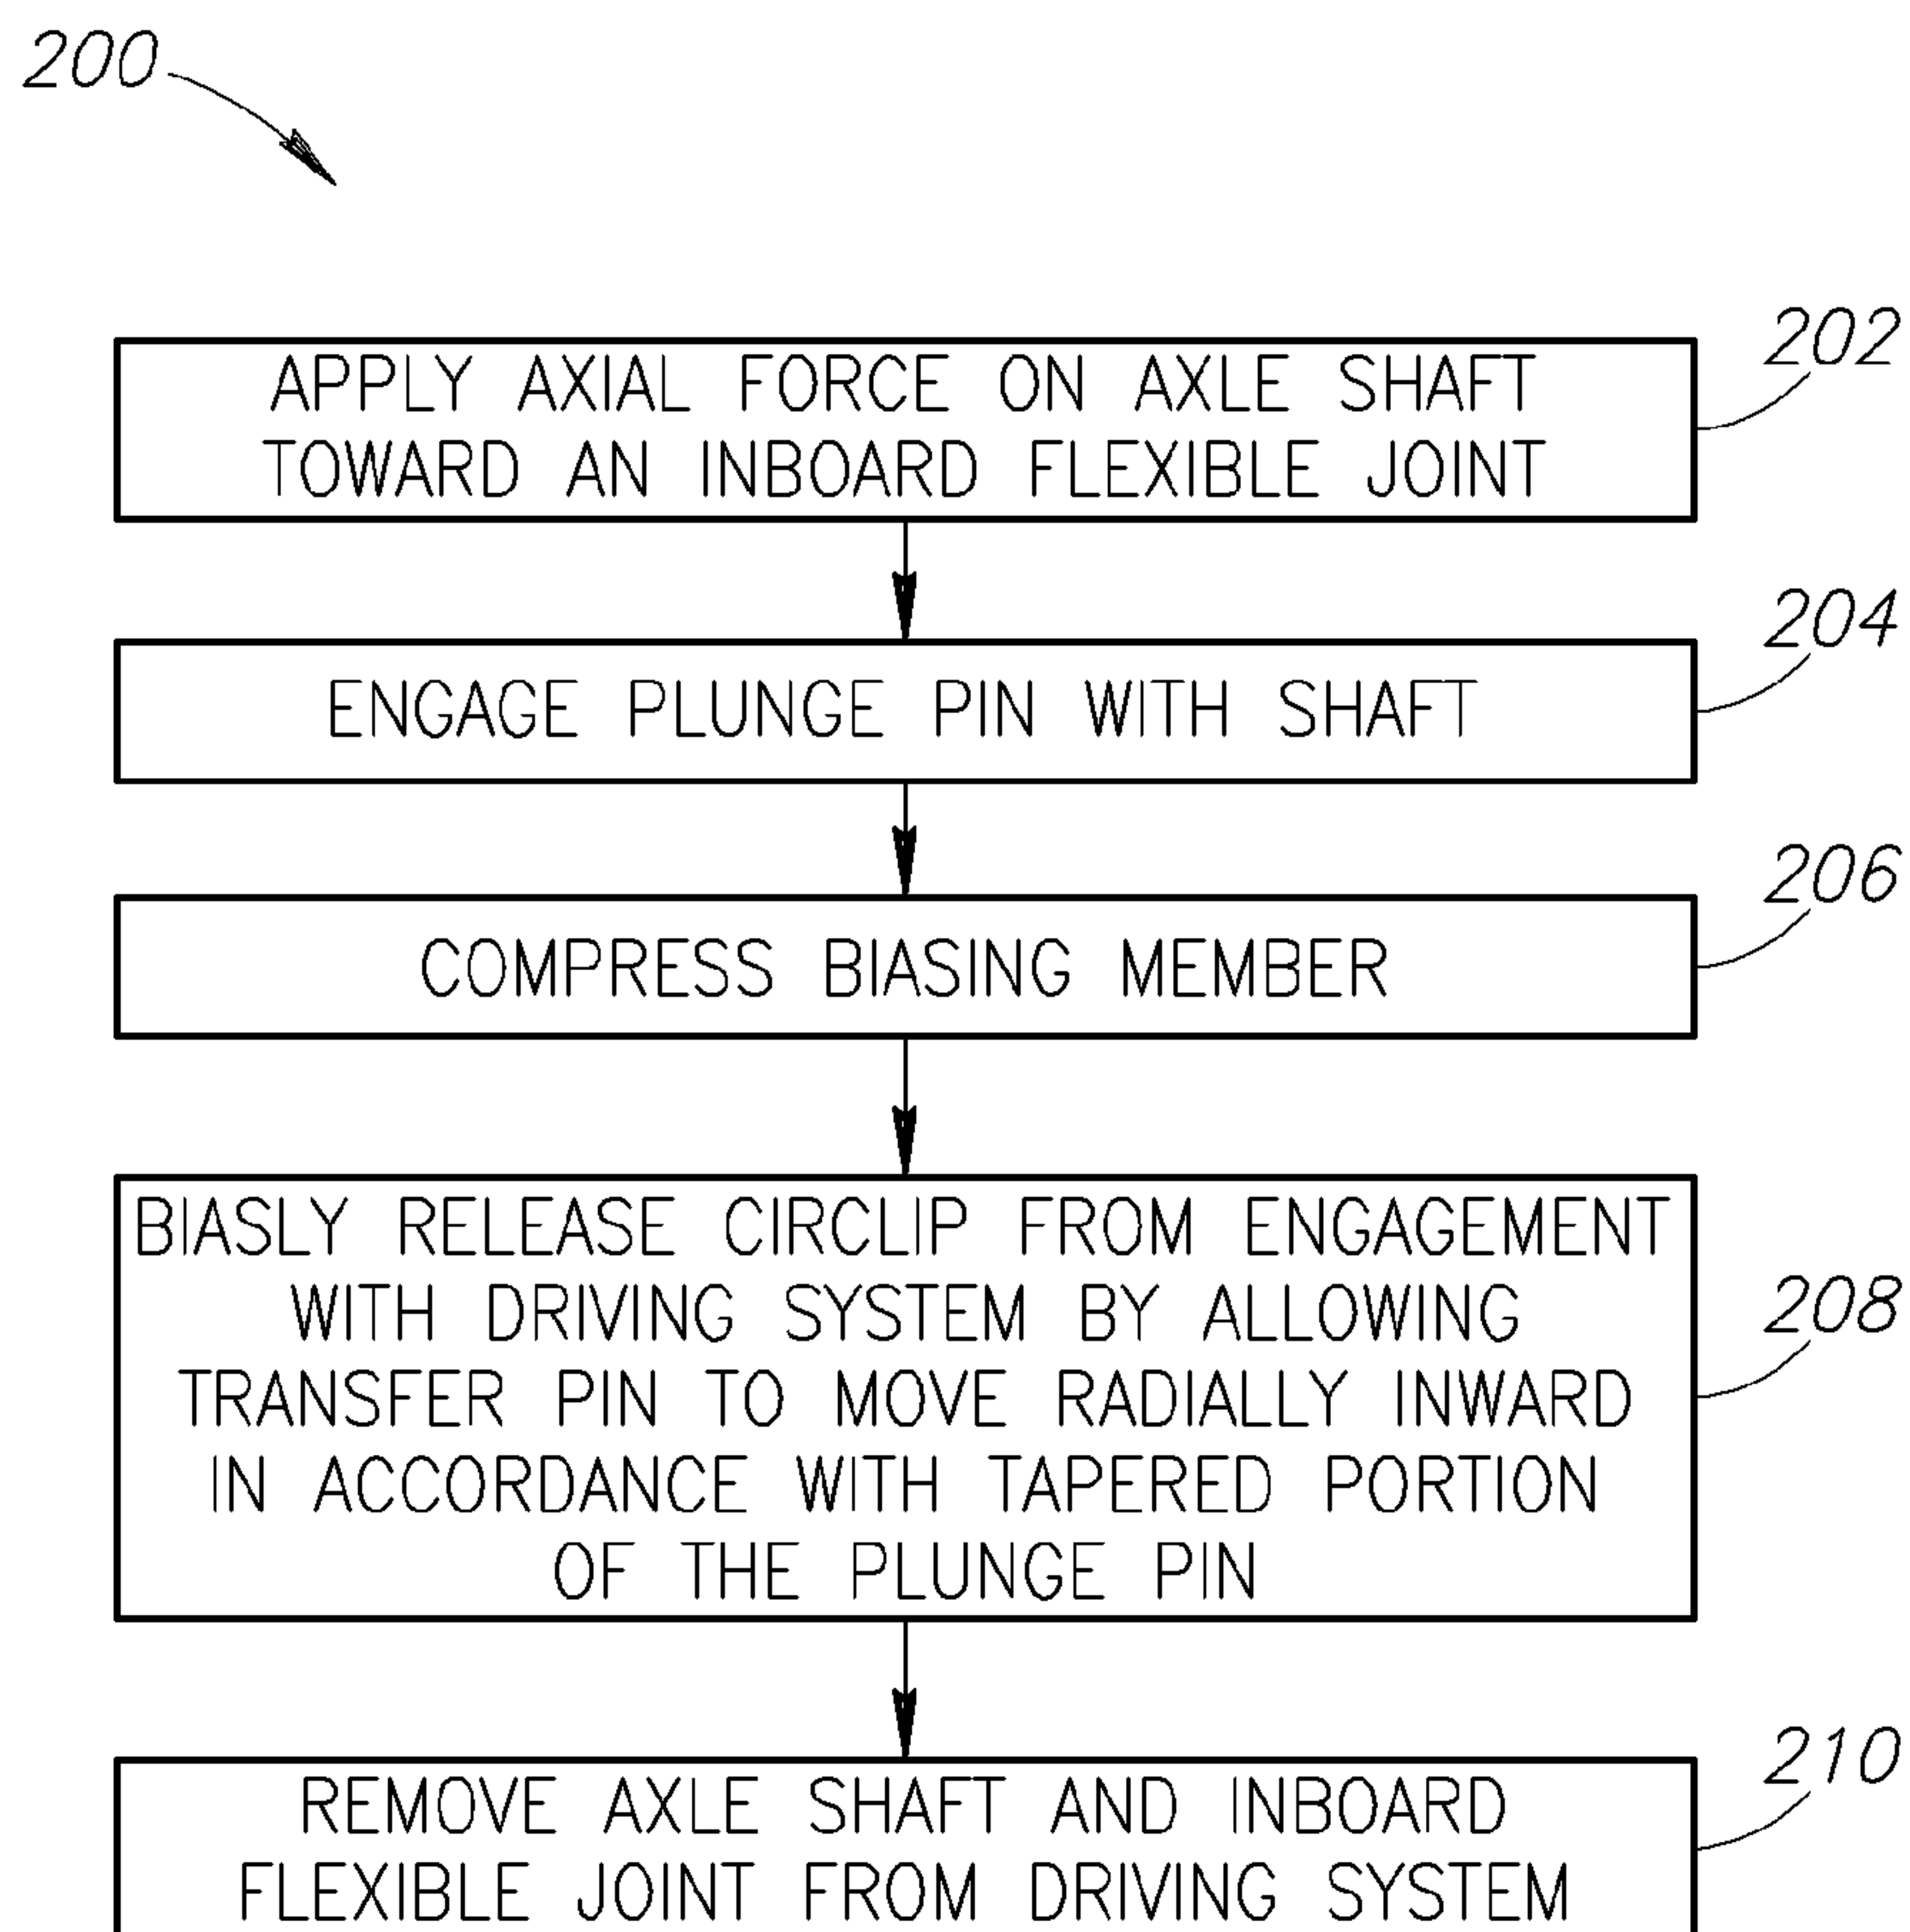 200
202
APPLY AXIAL FORCE ON AXLE SHAFT
TOWARD AN INBOARD FLEXIBLE JOINT
204
ENGAGE PLUNGE PIN WITH SHAFT
206
COMPRESS BIASING MEMBER
BIASLY RELEASE CIRCLIP FROM ENGAGEMENT
WITH DRIVING SYSTEM BY ALLOWING
208
TRANSFER PIN TO MOVE RADIALLY INWARD
IN ACCORDANCE WITH TAPERED PORTION
OF THE PLUNGE PIN
210
REMOVE AXLE SHAFT AND INBOARD
FLEXIBLE JOINT FROM DRIVING SYSTEM